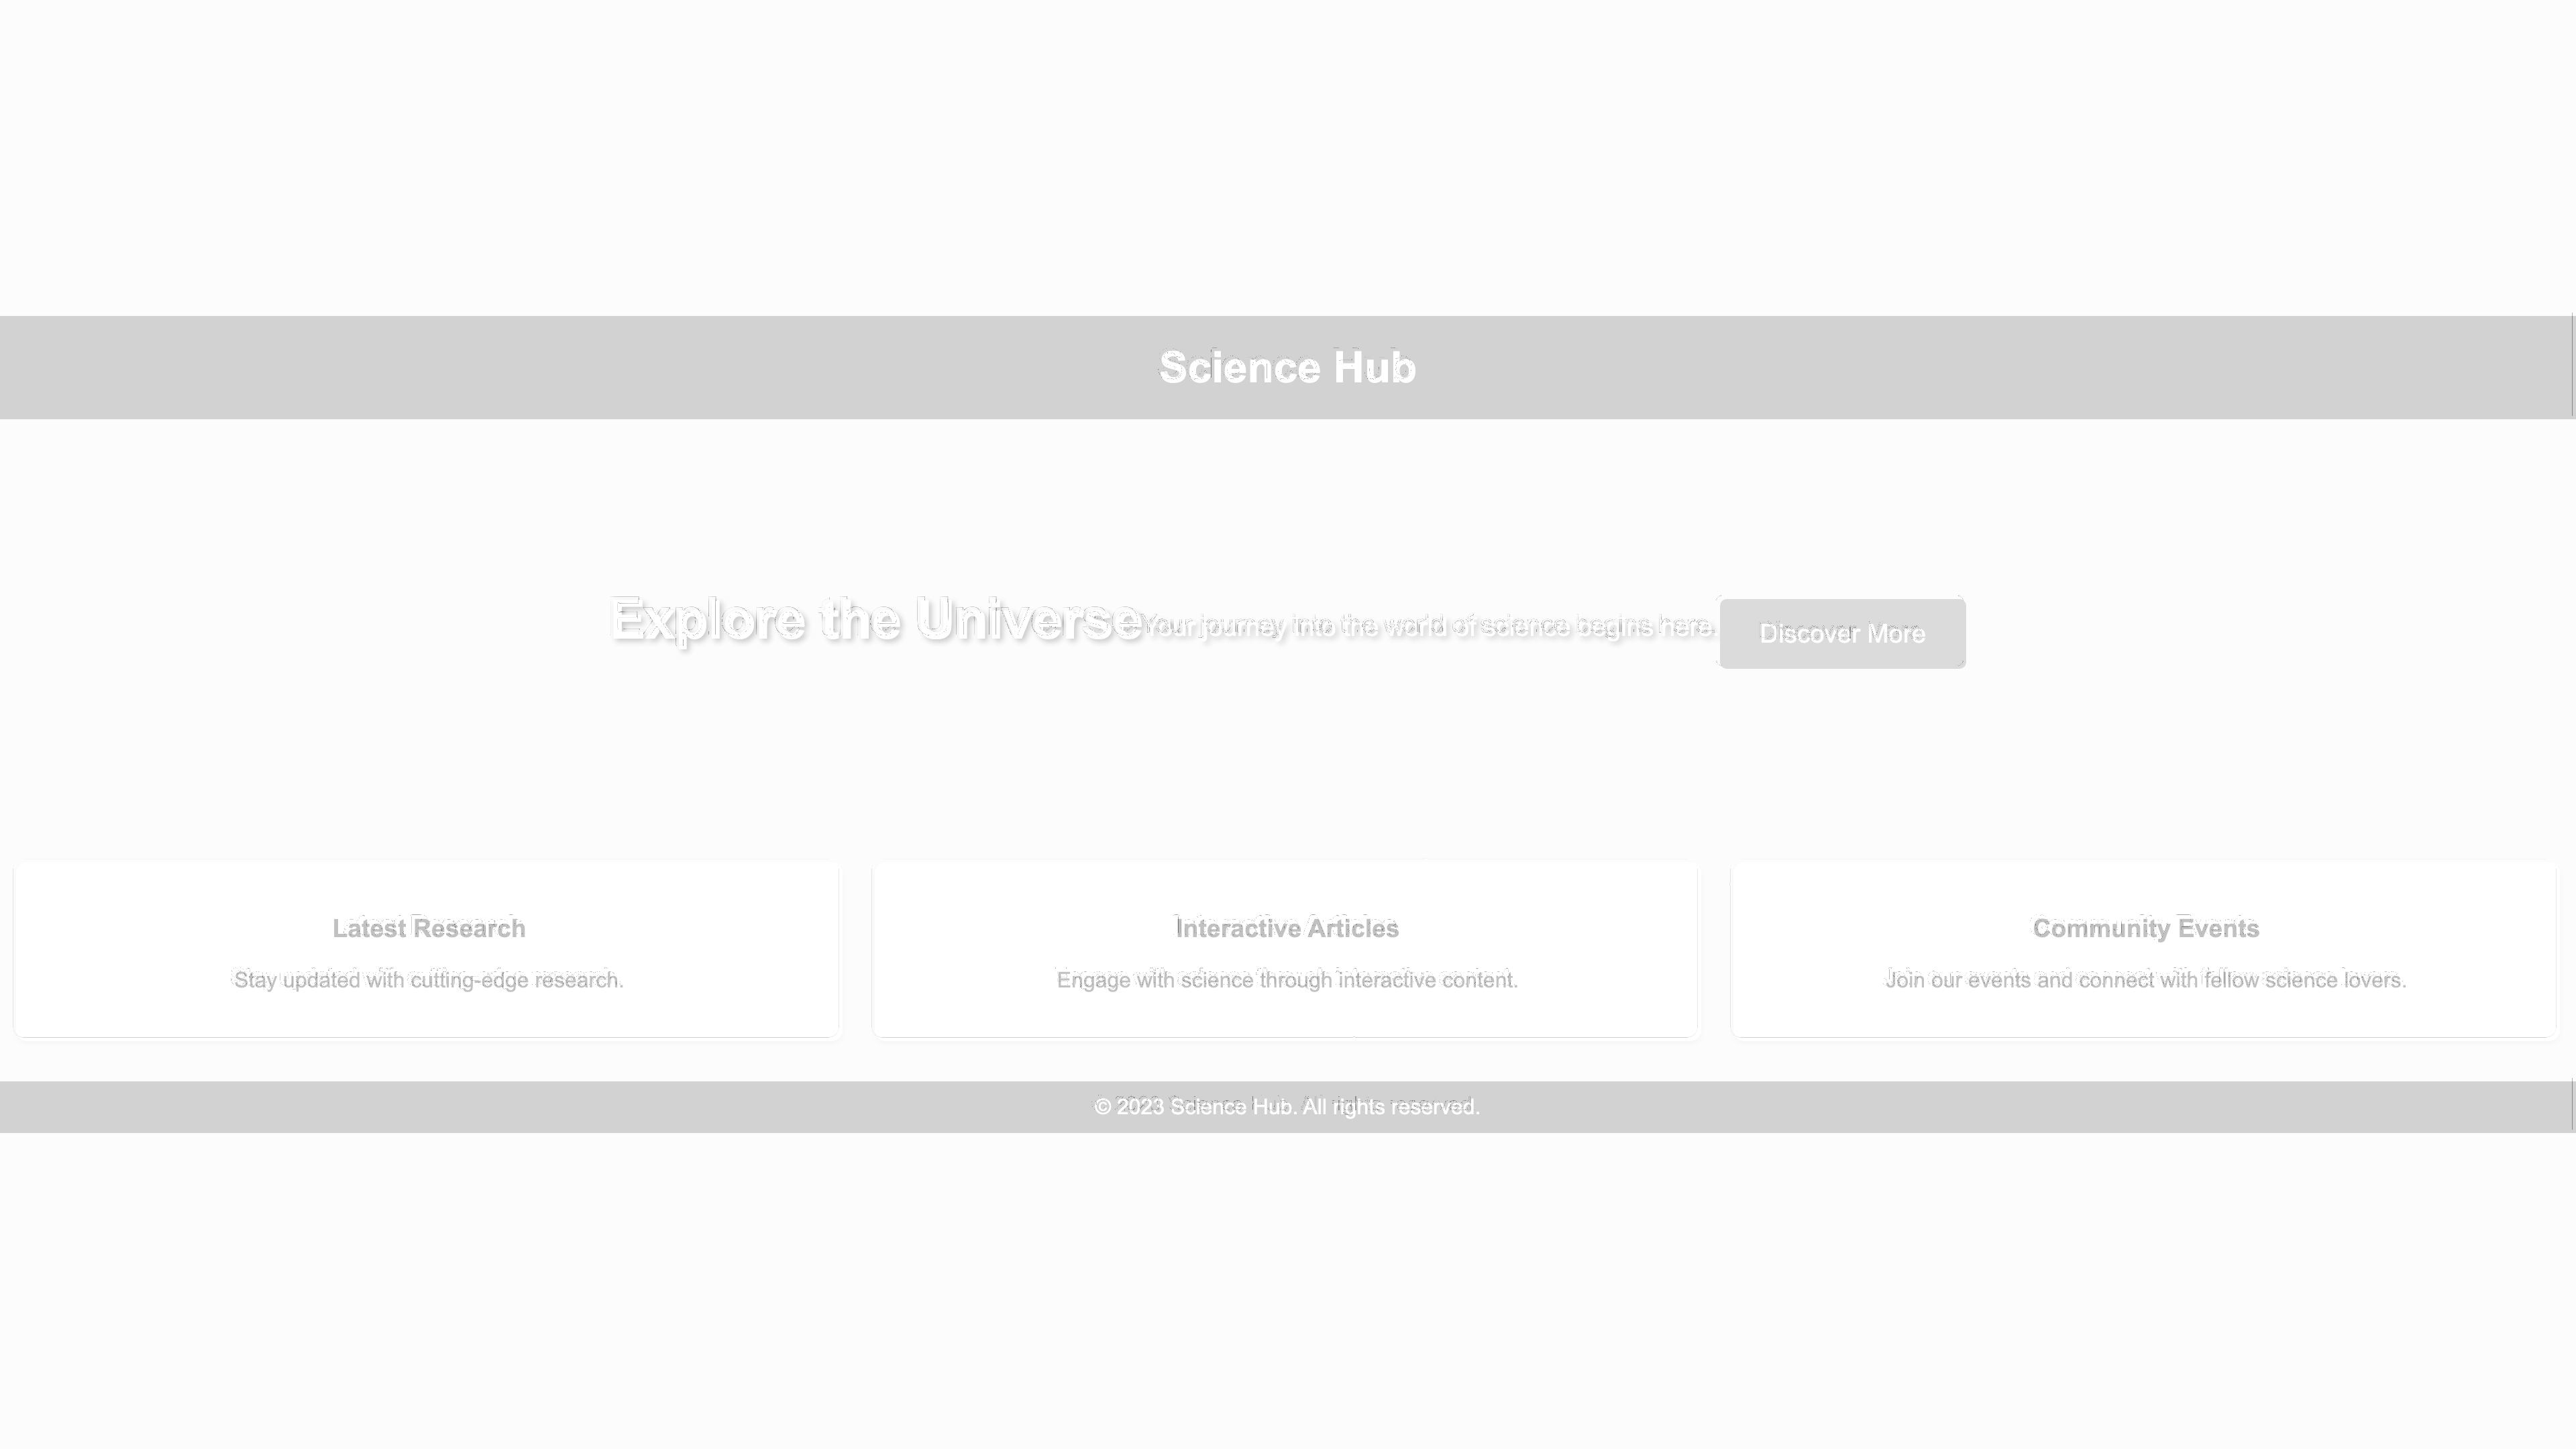 Science Hub
Explore the Universe Your journey into the world of science begins here. Discover More
Latest Research
Stay updated with cutting-edge research.
Interactive Articles
Engage with science through interactive content.
Community Events
Join our events and connect with fellow science lovers.
© 2023 Science Hub. All rights reserved.